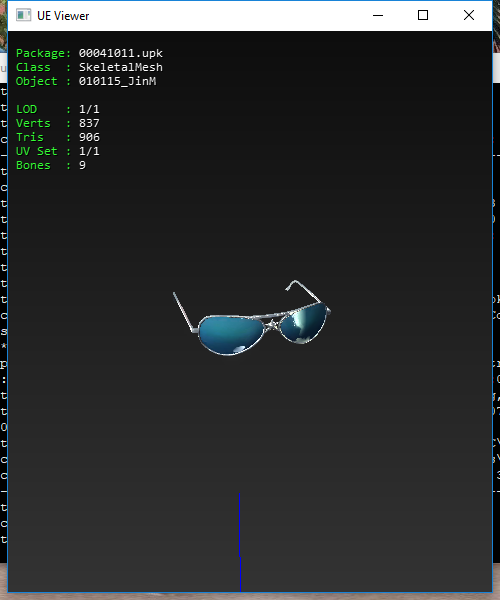 UE Viewer
Package: 00041011.upk
Class  : SkeletalMesh
Object : 010115_JinM
LOD    : 1/1
Verts  : 837
Tris   : 906
UV Set : 1/1
Bones  : 9